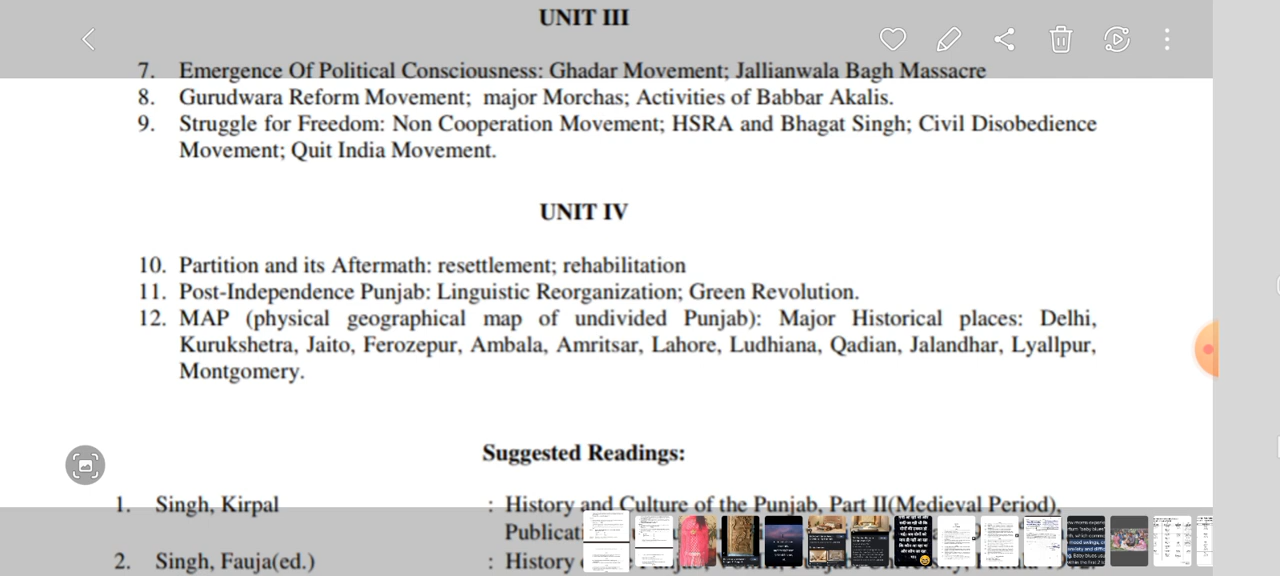 UNIT III
7. Emergence Of Political Consciousness: Ghadar Movement; Jallianwala Bagh Massacre
8. Gurudwara Reform Movement; major Morchas; Activities of Babbar Akalis.
9. Struggle for Freedom: Non Cooperation Movement; HSRA and Bhagat Singh; Civil Disobedience
Movement; Quit India Movement.
UNIT IV
10. Partition and its Aftermath: resettlement; rehabilitation
11. Post-Independence Punjab: Linguistic Reorganization; Green Revolution.
12. MAP (physical geographical map of undivided Punjab): Major Historical places: Delhi,
Kurukshetra, Jaito, Ferozepur, Ambala, Amritsar, Lahore, Ludhiana, Qadian, Jalandhar, Lyallpur,
Montgomery.
Suggested Readings:
1. Singh, Kirpal : History and Culture of the Punjab, Part II(Medieval Period),
2. Singh, Fauja(ed.) : History